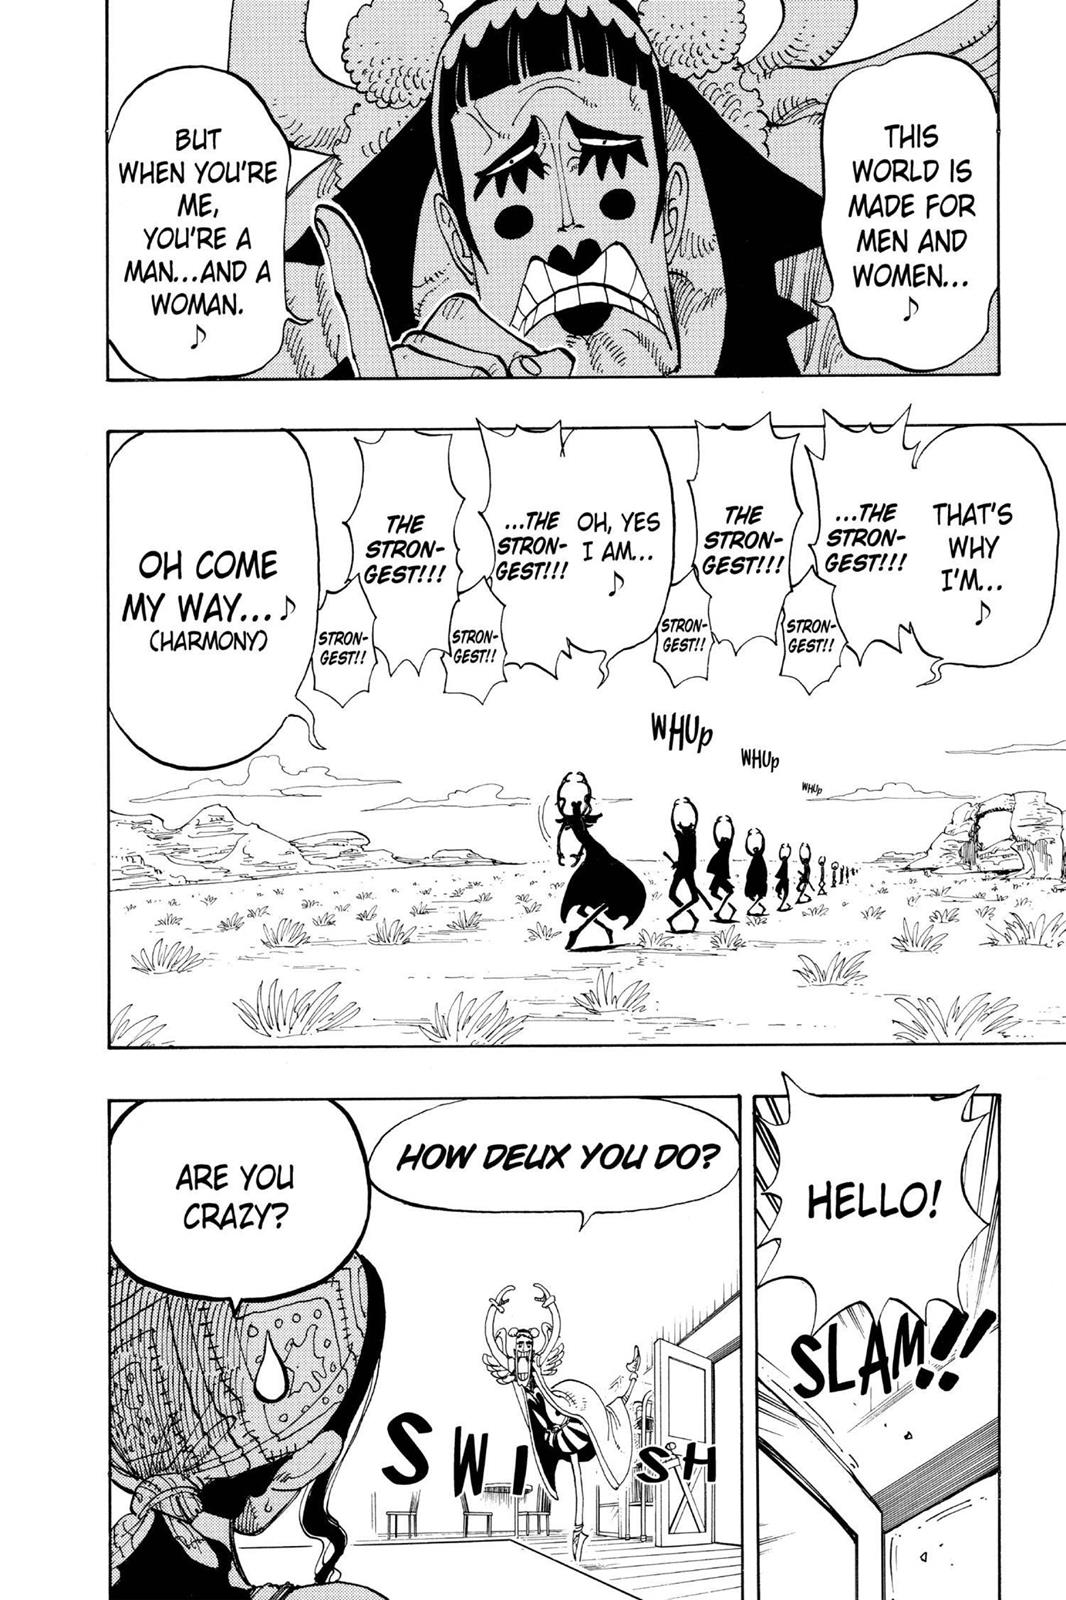 THIS
WORLD IS
MADE FOR
MEN AND
WOMEN...
♪
BUT
WHEN YOU'RE
ME,
YOU'RE A
MAN...AND A
WOMAN.
♪
THAT'S
WHY
I'M...
♪
...THE
STRON-
GEST!!!
STRON-
GEST!!
THE
STRON-
GEST!!!
STRON-
GEST!!
OH, YES
I AM...
♪
...THE
STRON-
GEST!!!
STRON-
GEST!!
THE
STRON-
GEST!!!
STRON-
GEST!!
OH COME
MY WAY...♪
(HARMONY)
WHUP
WHUP
WHUP
HELLO!
SLAM!!
HOW DEUX YOU DO?
SWISH
ARE YOU
CRAZY?